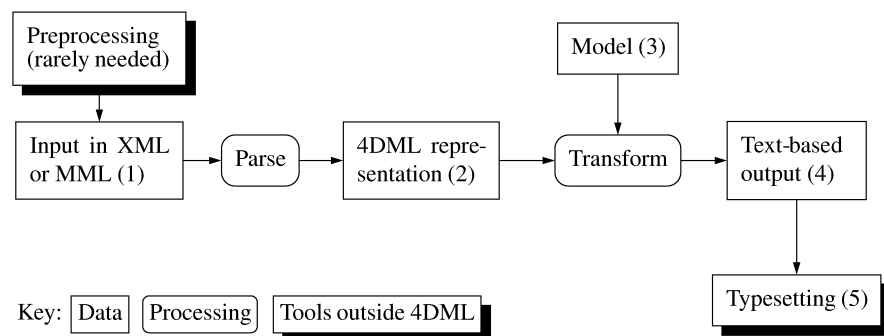 Preprocessing
(rarely needed)
Model (3)
Input in XML
or MML (1)
Parse
4DML repre-
sentation (2)
Transform
Text-based
output (4)
Typesetting (5)
Key: Data Processing Tools outside 4DML